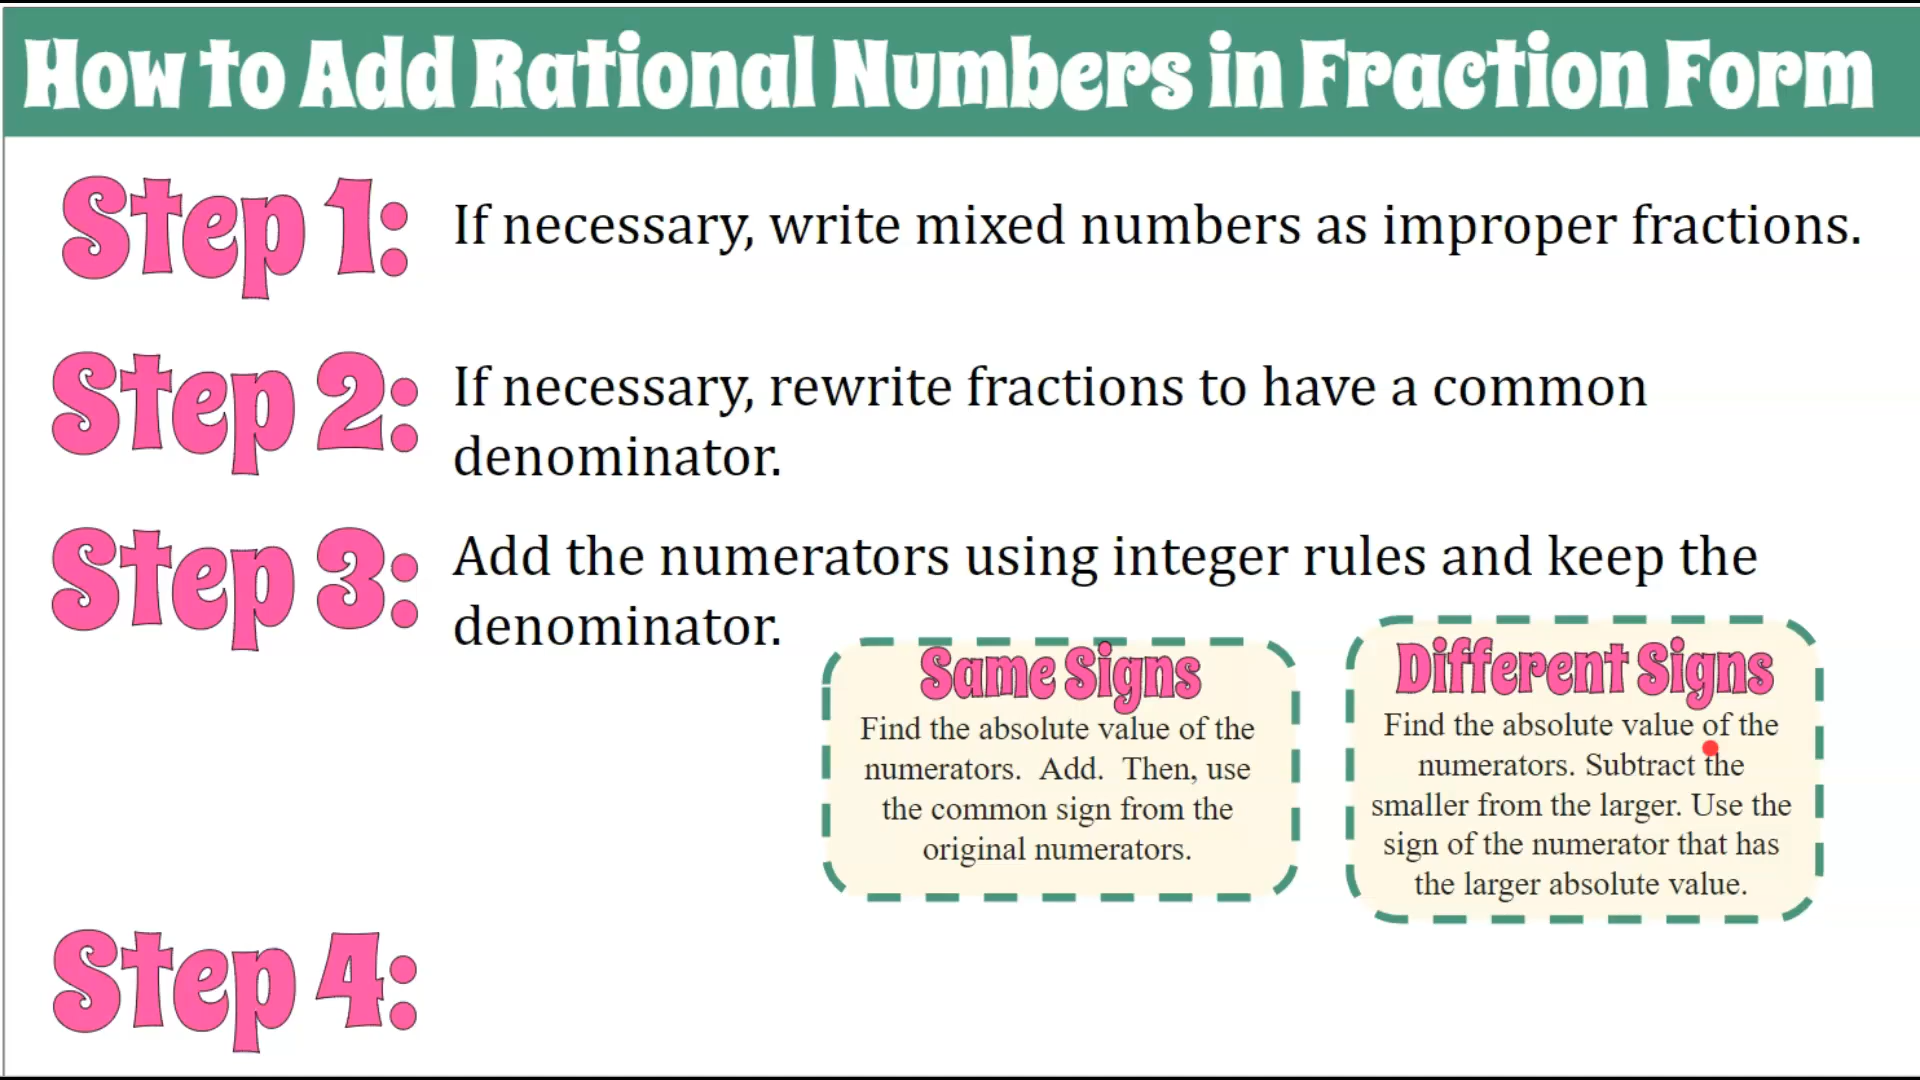 How to Add Rational Numbers in Fraction Form
Step 1:
If necessary, write mixed numbers as improper fractions.
Step 2:
If necessary, rewrite fractions to have a common
denominator.
Step 3:
Add the numerators using integer rules and keep the
denominator.
Same Signs
Find the absolute value of the
numerators. Add. Then, use
the common sign from the
original numerators.
Different Signs
Find the absolute value of the
numerators. Subtract the
smaller from the larger. Use the
sign of the numerator that has
the larger absolute value.
Step 4: